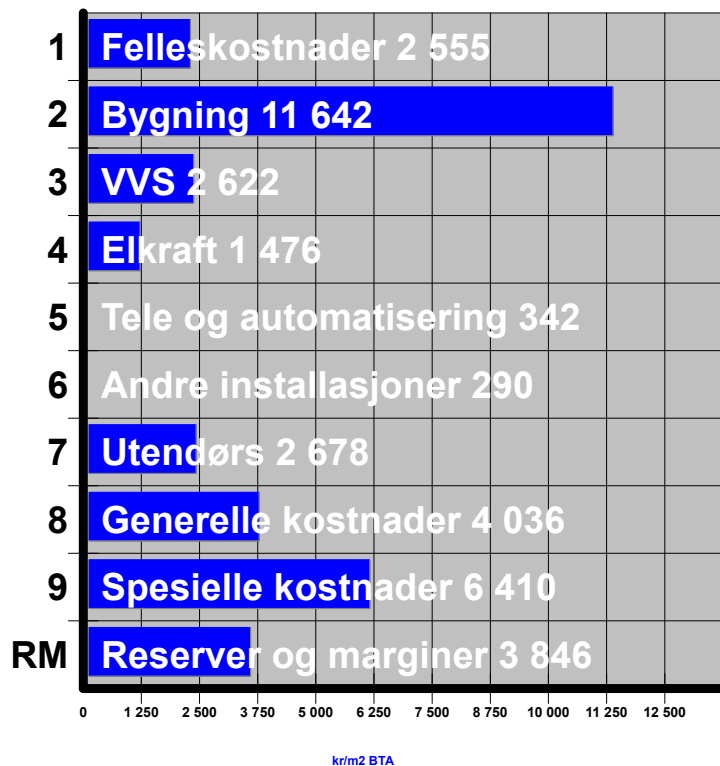 1 Felleskostnader 2 555
2 Bygning 11 642
3 VVS 2 622
4 Elkraft 1 476
5 Tele og automatisering 342
6 Andre installasjoner 290
7 Utendørs 2 678
8 Generelle kostnader 4 036
9 Spesielle kostnader 6 410
RM Reserver og marginer 3 846
0 1 250 2 500 3 750 5 000 6 250 7 500 8 750 10 000 11 250 12 500
kr/m2 BTA